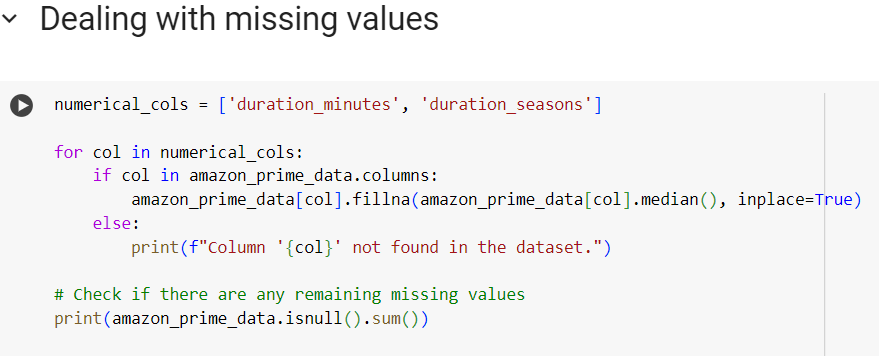 Dealing with missing values
numerical_cols = ['duration_minutes', 'duration_seasons']
for col in numerical_cols:
    if col in amazon_prime_data.columns:
        amazon_prime_data[col].fillna(amazon_prime_data[col].median(), inplace=True)
    else:
        print(f"Column '{col}' not found in the dataset.")
# Check if there are any remaining missing values
print(amazon_prime_data.isnull().sum())